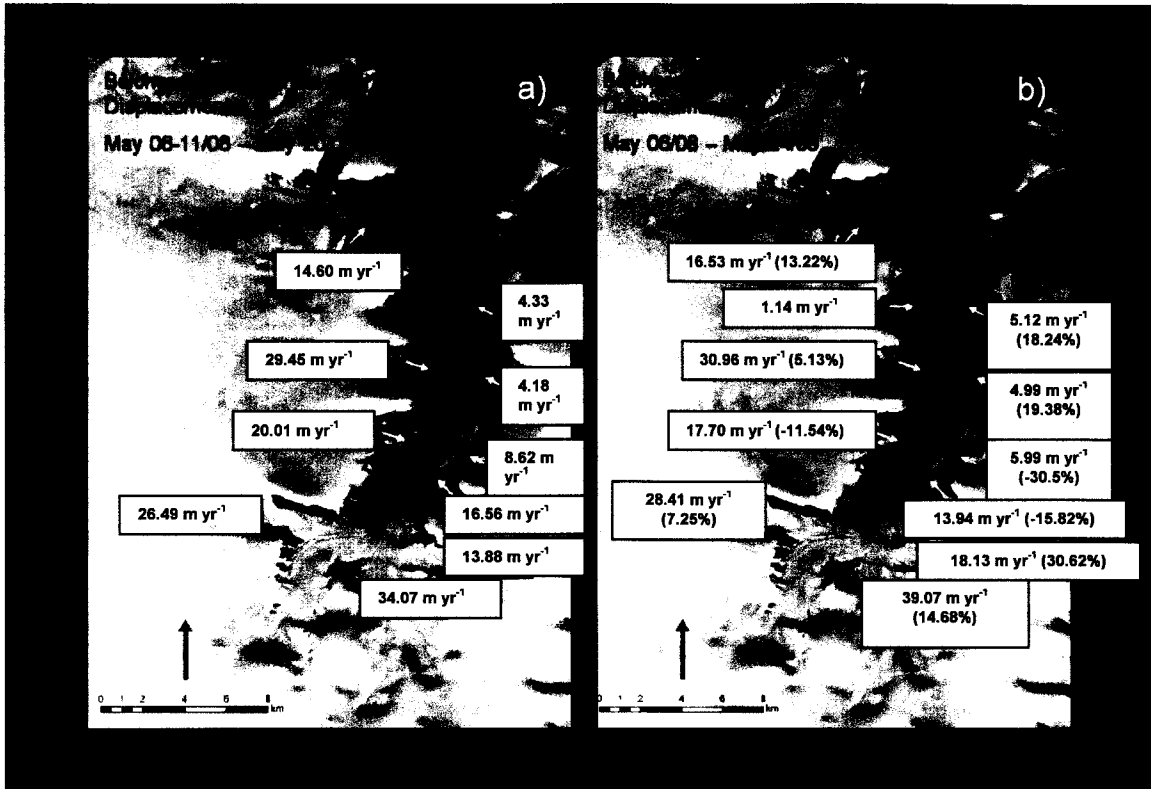 a)
May 06-11/08
14.60 m yr⁻¹
4.33
m yr⁻¹
29.45 m yr⁻¹
4.18
m yr⁻¹
20.01 m yr⁻¹
8.62 m
yr⁻¹
26.49 m yr⁻¹
16.56 m yr⁻¹
13.88 m yr⁻¹
34.07 m yr⁻¹
0 1 2 4 6 8
km
b)
May 06/08 –
16.53 m yr⁻¹ (13.22%)
1.14 m yr⁻¹
5.12 m yr⁻¹
(18.24%)
30.96 m yr⁻¹ (5.13%)
4.99 m yr⁻¹
(19.38%)
17.70 m yr⁻¹ (-11.54%)
5.99 m yr⁻¹
(-30.5%)
28.41 m yr⁻¹
(7.25%)
13.94 m yr⁻¹ (-15.82%)
18.13 m yr⁻¹ (30.62%)
39.07 m yr⁻¹
(14.68%)
0 1 2 4 6 8
km